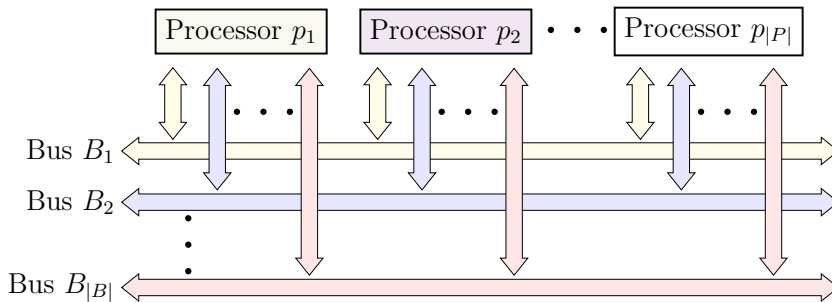 Processor p₁ Processor p₂ · · · Processor p|P|
Bus B₁
Bus B₂
Bus B|B|